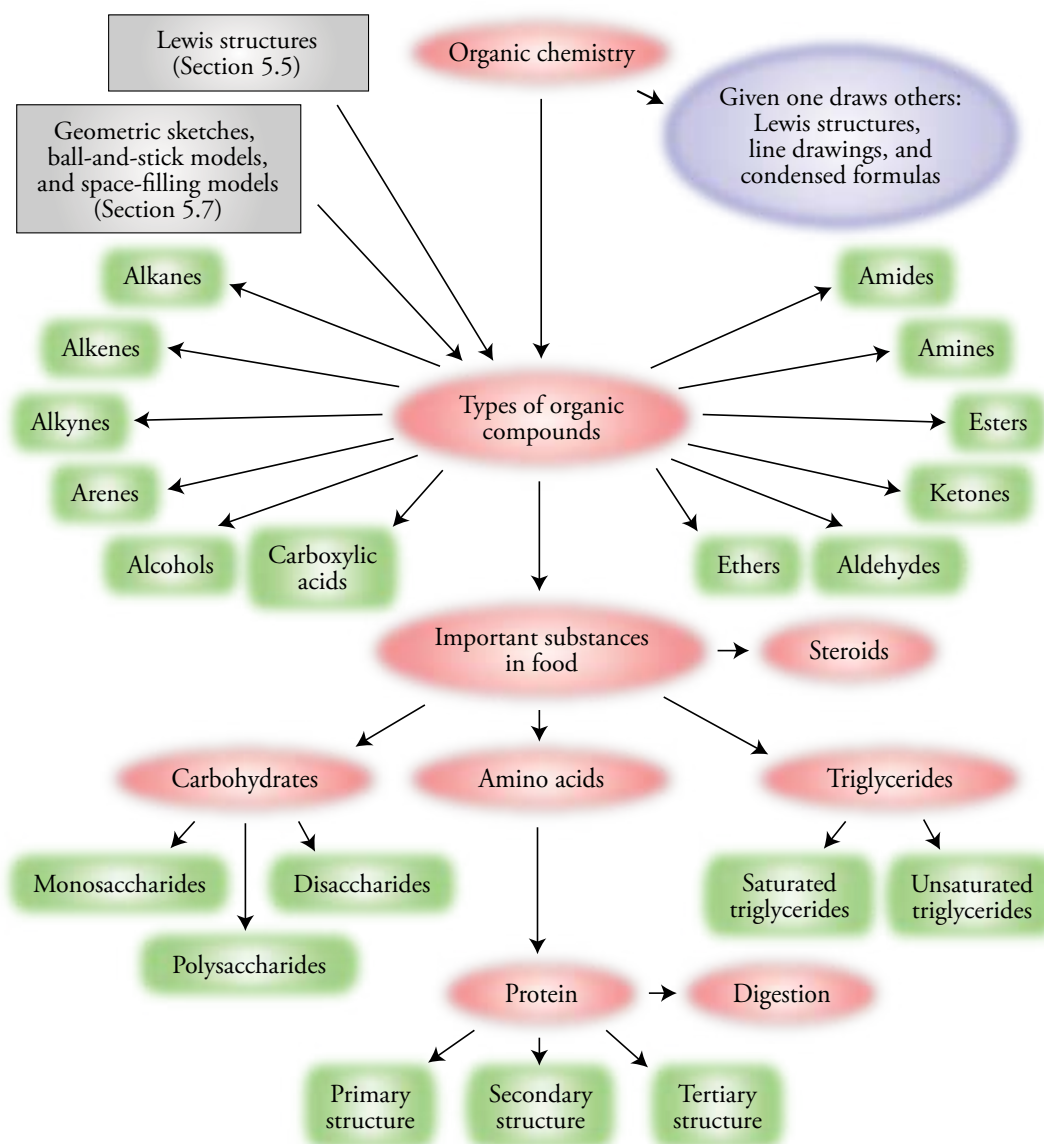 Lewis structures
(Section 5.5)
Organic chemistry
Given one draws others:
Lewis structures,
line drawings, and
condensed formulas
Geometric sketches,
ball-and-stick models,
and space-filling models
(Section 5.7)
Alkanes
Amides
Alkenes
Amines
Types of organic
compounds
Alkynes
Esters
Arenes
Ketones
Alcohols
Carboxylic
acids
Ethers
Aldehydes
Important substances
in food
Steroids
Carbohydrates
Amino acids
Triglycerides
Monosaccharides
Disaccharides
Saturated
triglycerides
Unsaturated
triglycerides
Polysaccharides
Protein
Digestion
Primary
structure
Secondary
structure
Tertiary
structure